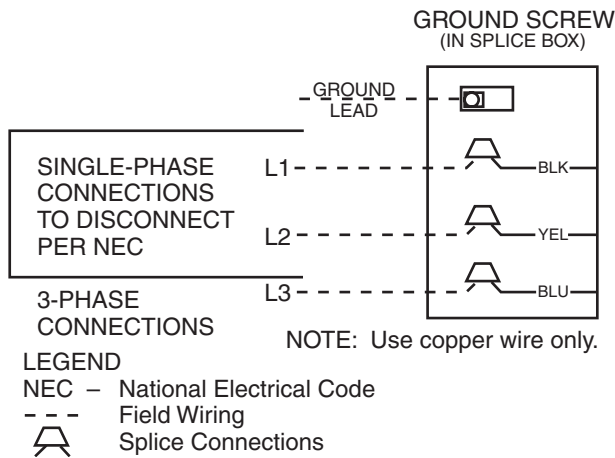 GROUND SCREW
(IN SPLICE BOX)
GROUND
LEAD
SINGLE-PHASE
CONNECTIONS
TO DISCONNECT
PER NEC
L1
BLK
L2
YEL
L3
BLU
3-PHASE
CONNECTIONS
NOTE: Use copper wire only.
LEGEND
NEC – National Electrical Code
Field Wiring
Splice Connections